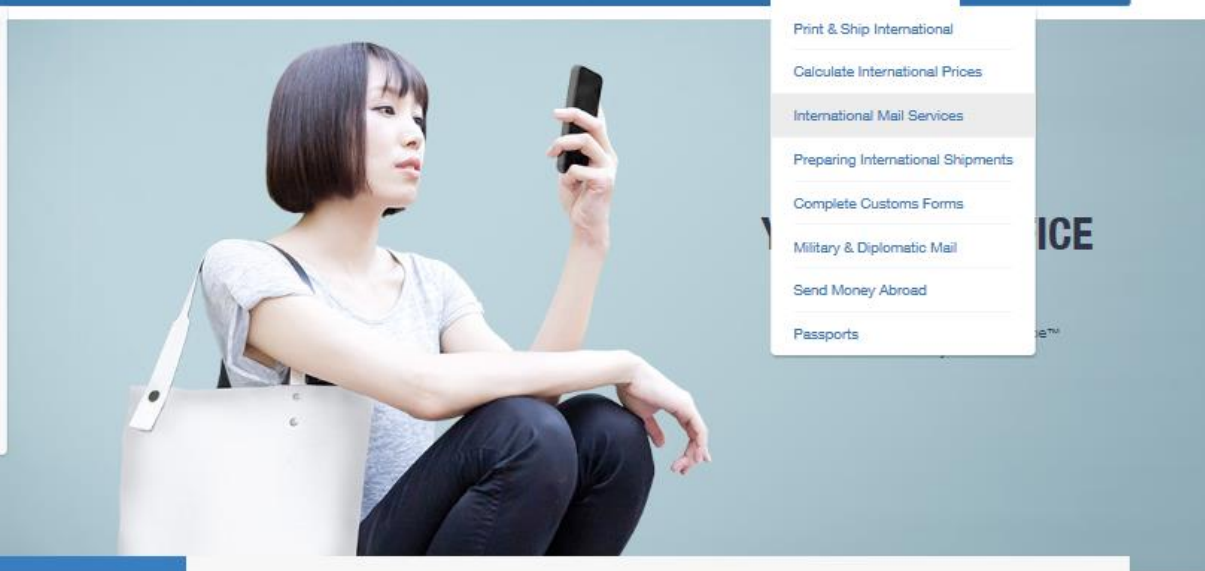 Print & Ship International
Calculate International Prices
International Mail Services
Preparing International Shipments
Complete Customs Forms
Military & Diplomatic Mail
Send Money Abroad
Passports